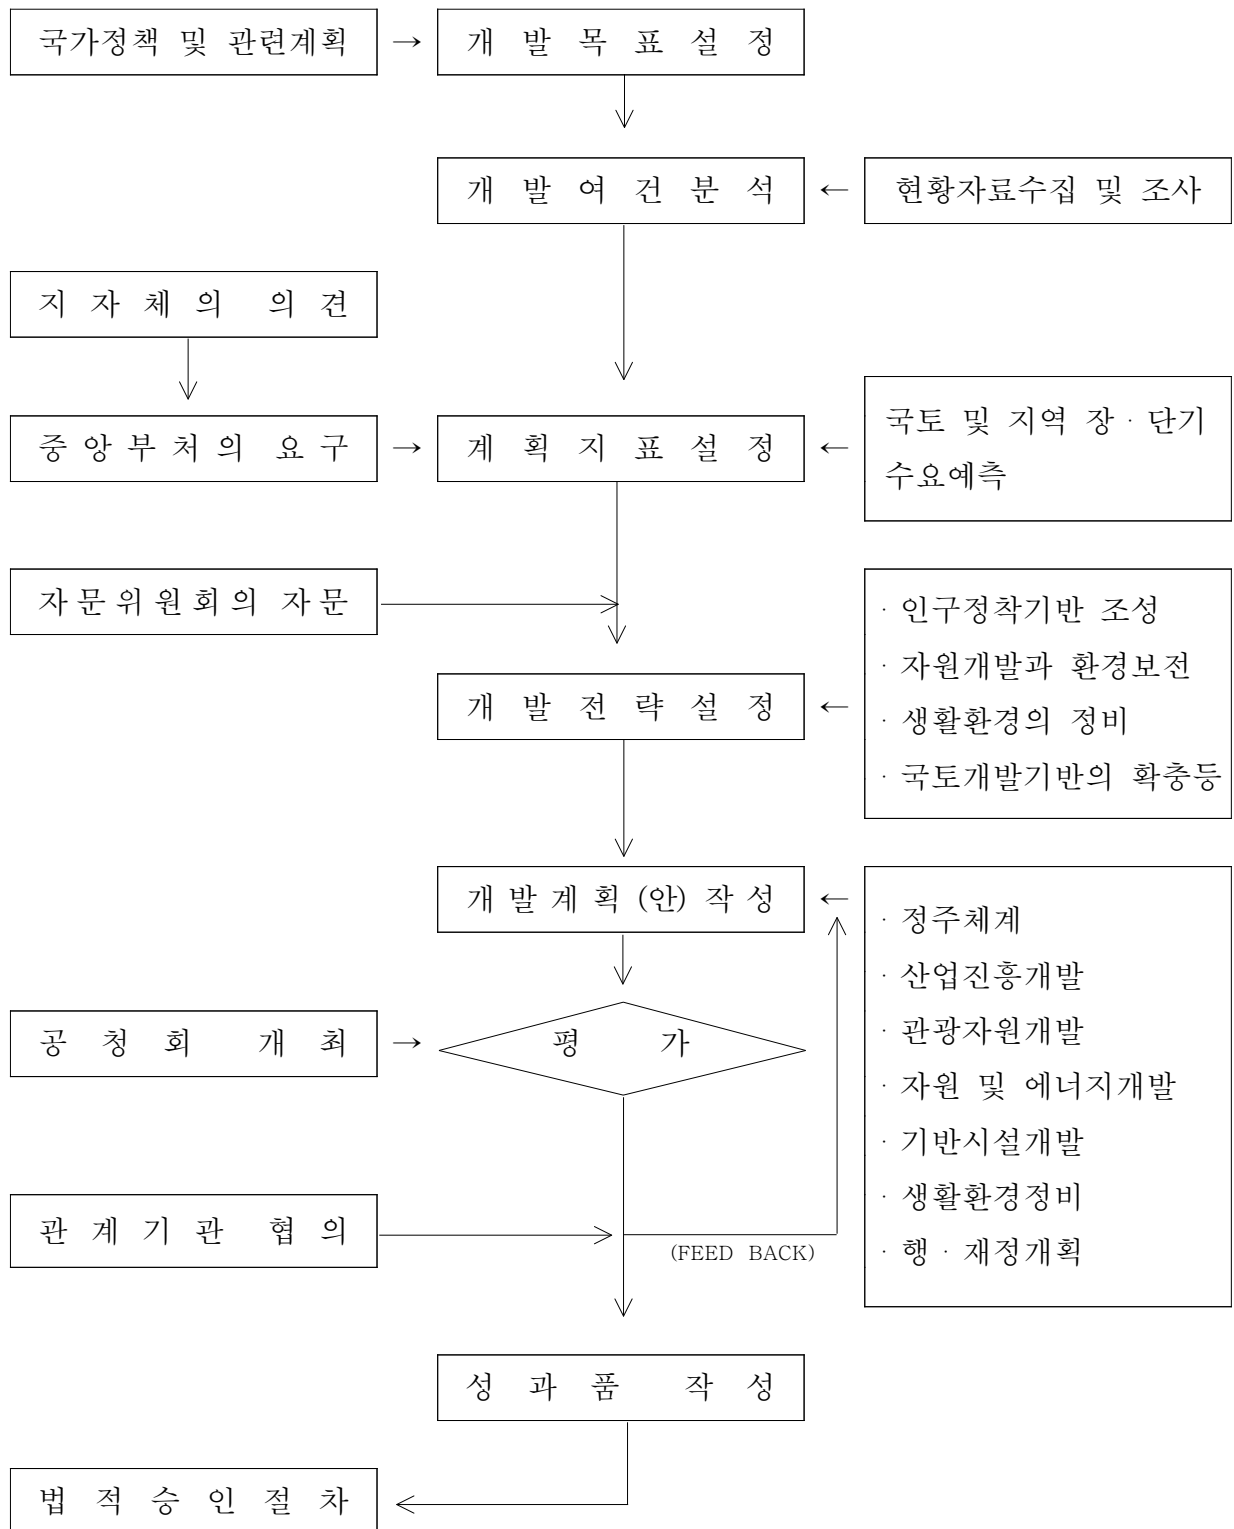 국가정책 및 관련계획 → 개발목표설정
개발여건분석 ← 현황자료수집 및 조사
지자체의 의견
중앙부처의 요구 → 계획지표설정 ← 국토 및 지역 장·단기
수요예측
자문위원회의 자문
· 인구정착기반 조성
· 자원개발과 환경보전
개발전략설정 ← · 생활환경의 정비
· 국토개발기반의 확충등
개발계획(안)작성 ←
· 정주체계
· 산업진흥개발
공청회 개최 → 평가
· 관광자원개발
· 자원 및 에너지개발
· 기반시설개발
· 생활환경정비
관계기관 협의
(FEED BACK)
· 행·재정계획
성과품 작성
법적승인절차